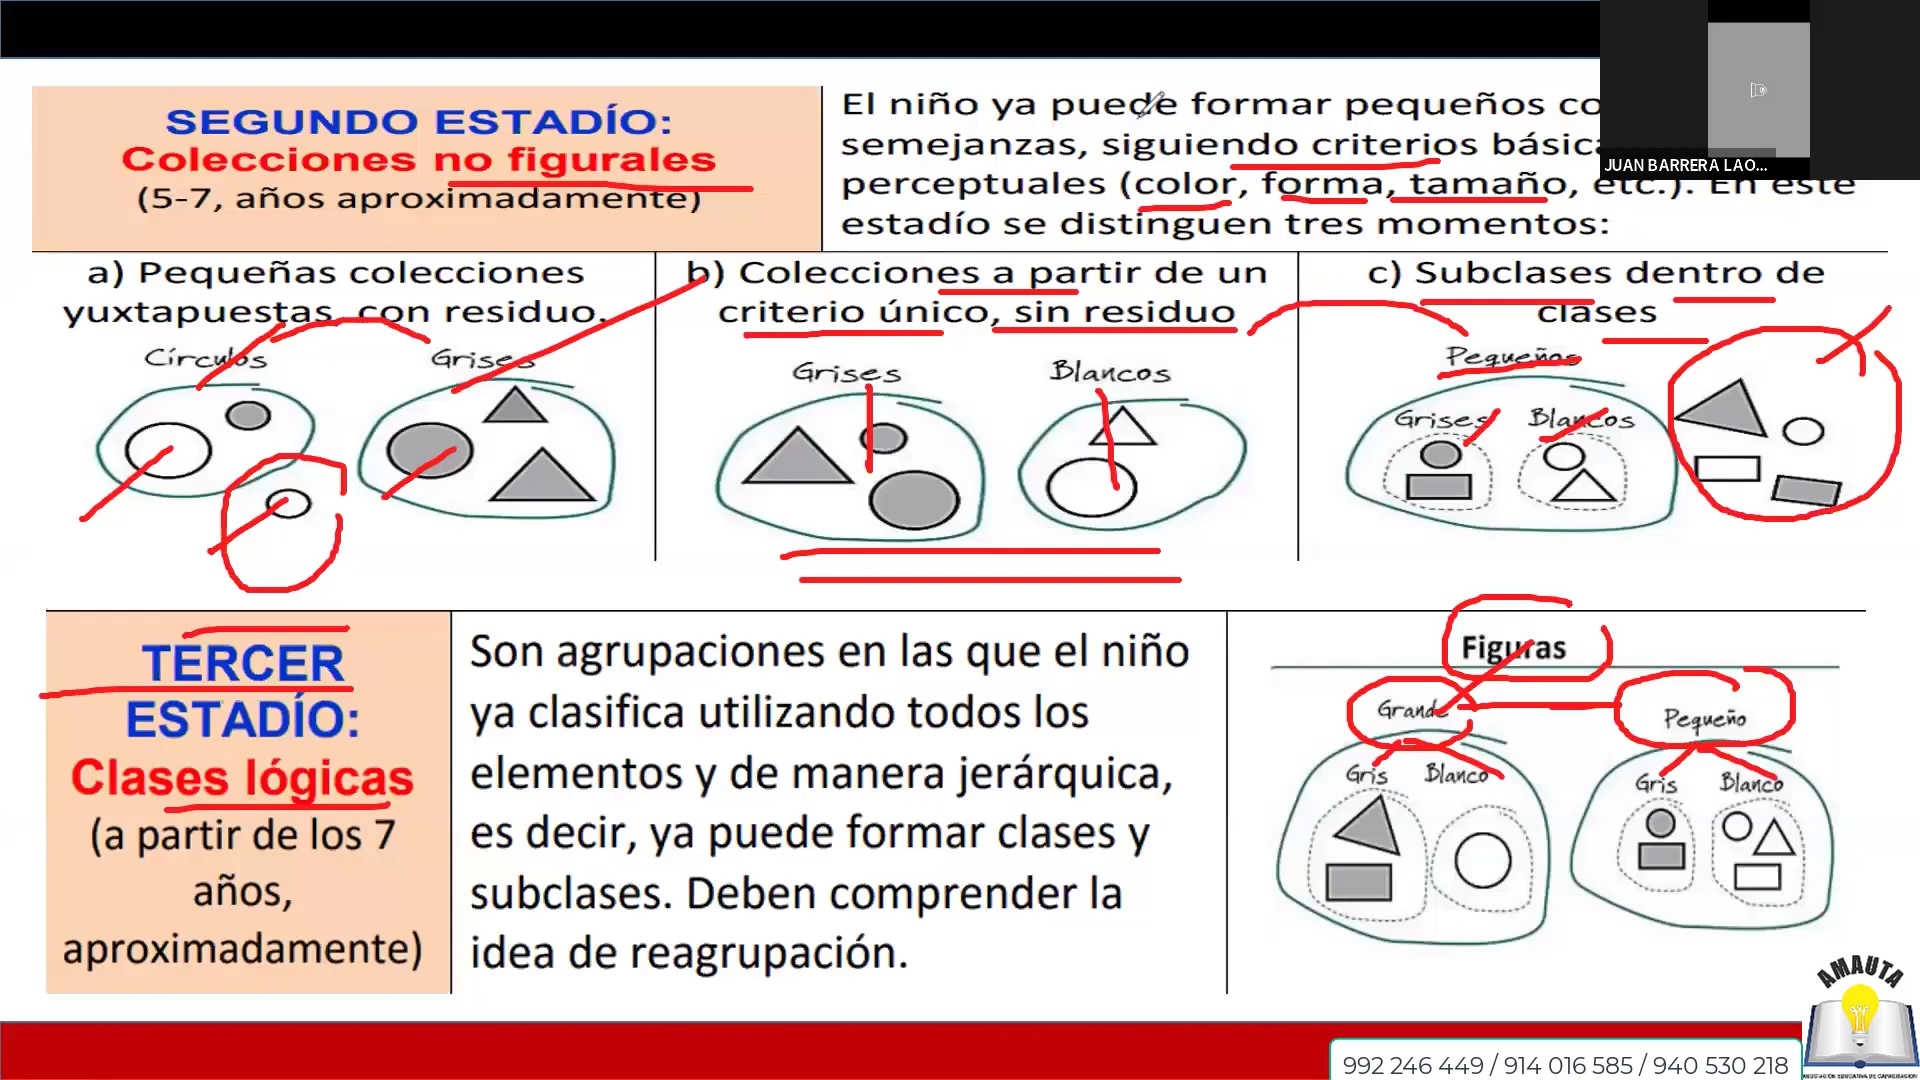 SEGUNDO ESTADÍO:
Colecciones no figurales
(5-7, años aproximadamente)
El niño ya puede formar pequeños co
semejanzas, siguiendo criterios básic
perceptuales (color, forma, tamaño, etc.). En este
estadío se distinguen tres momentos:
JUAN BARRERA LAO...
a) Pequeñas colecciones
yuxtapuestas, con residuo.
Círculos
Grises
b) Colecciones a partir de un
criterio único, sin residuo
Grises
Blancos
c) Subclases dentro de
clases
Pequeños
Grises
Blancos
TERCER
ESTADÍO:
Clases lógicas
(a partir de los 7
años,
aproximadamente)
Son agrupaciones en las que el niño
ya clasifica utilizando todos los
elementos y de manera jerárquica,
es decir, ya puede formar clases y
subclases. Deben comprender la
idea de reagrupación.
Figuras
Grande
Gris Blanco
Pequeño
Gris Blanco
AMAUTA
ASOCIACIÓN EDUCATIVA DE CAPACITACIÓN
992 246 449 / 914 016 585 / 940 530 218